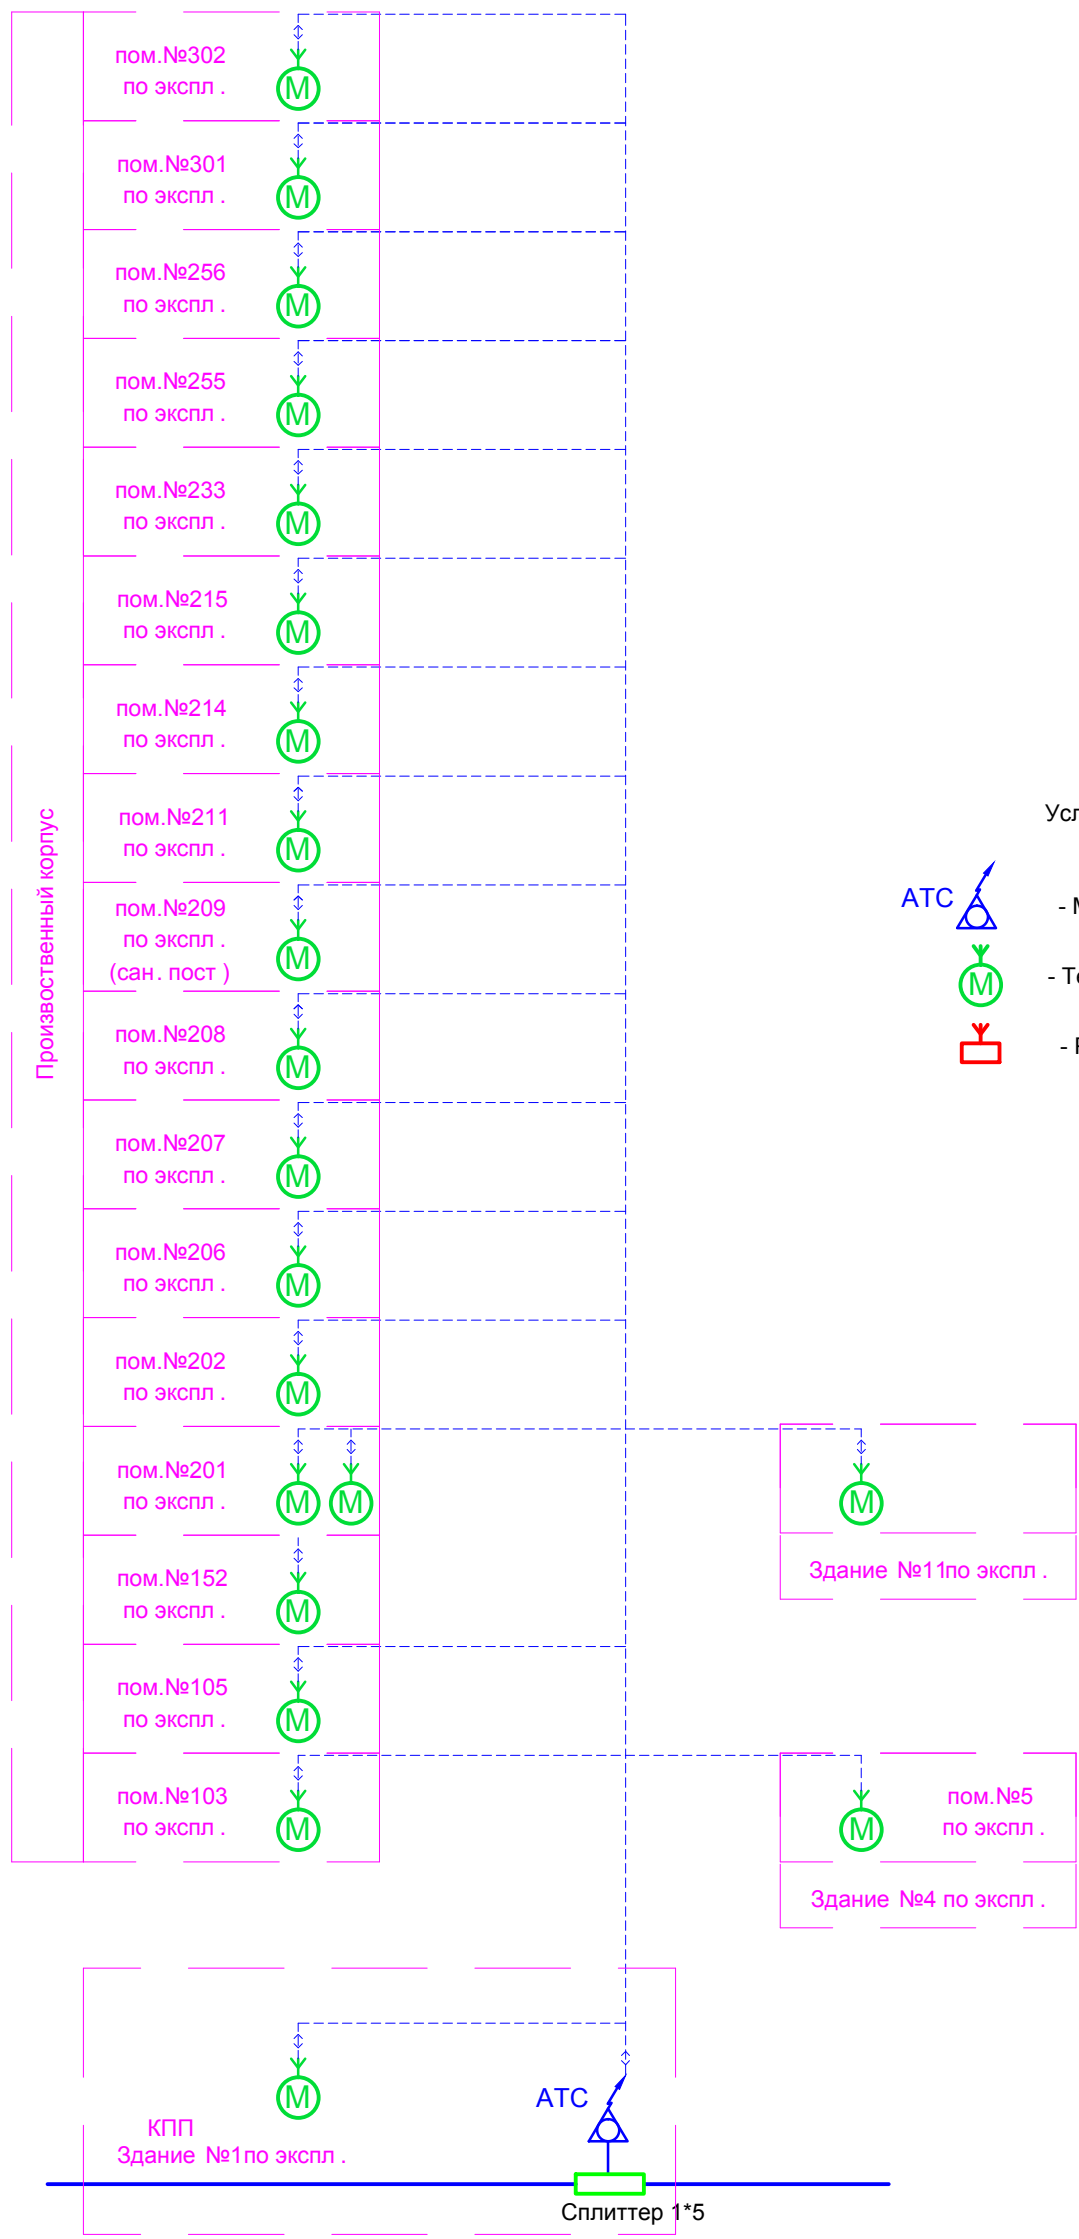 пом.№302
по экспл .
М
пом.№301
по экспл .
М
пом.№256
по экспл .
М
пом.№255
по экспл .
М
пом.№233
по экспл .
М
пом.№215
по экспл .
М
пом.№214
по экспл .
М
пом.№211
по экспл .
М
пом.№209
по экспл .
(сан. пост )
М
пом.№208
по экспл .
М
пом.№207
по экспл .
М
пом.№206
по экспл .
М
пом.№202
по экспл .
М
пом.№201
по экспл .
М М
пом.№152
по экспл .
М
пом.№105
по экспл .
М
пом.№103
по экспл .
М
Произвоственный корпус
Усл
АТС
М
М
Здание №11по экспл .
М
пом.№5
по экспл .
Здание №4 по экспл .
М
АТС
КПП
Здание №1по экспл .
Сплиттер 1*5